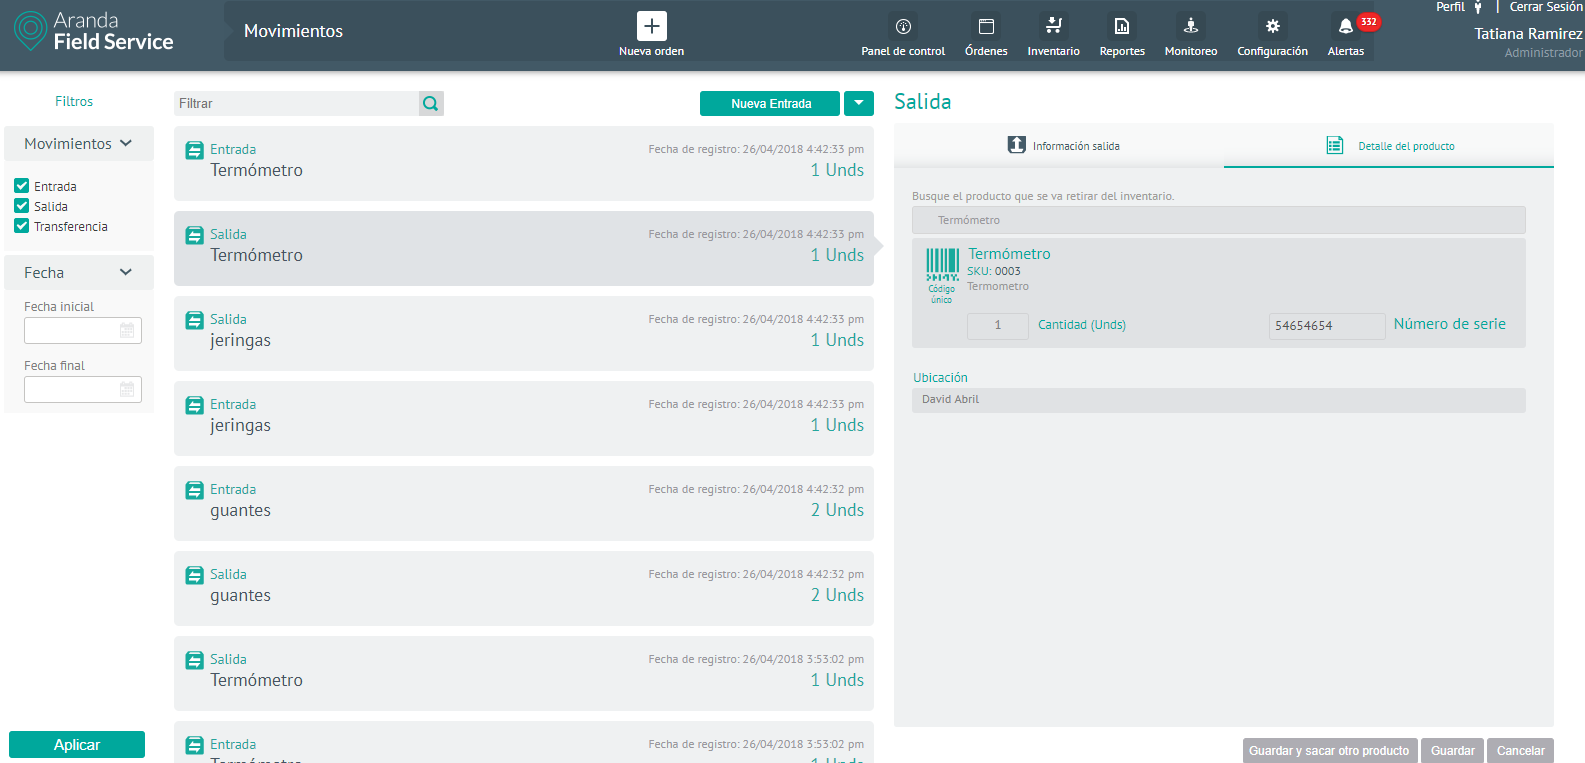 Aranda
Field Service
Movimientos
Nueva orden
Panel de control
Órdenes
Inventario
Reportes
Monitoreo
Configuración
Alertas
332
Perfil | Cerrar Sesión
Tatiana Ramirez
Administrador
Filtros
Movimientos
Entrada
Salida
Transferencia
Fecha
Fecha inicial
Fecha final
Aplicar
Filtrar
Nueva Entrada
Entrada Fecha de registro: 26/04/2018 4:42:33 pm
Termómetro 1 Unds
Salida Fecha de registro: 26/04/2018 4:42:33 pm
Termómetro 1 Unds
Salida Fecha de registro: 26/04/2018 4:42:33 pm
jeringas 1 Unds
Entrada Fecha de registro: 26/04/2018 4:42:33 pm
jeringas 1 Unds
Entrada Fecha de registro: 26/04/2018 4:42:32 pm
guantes 2 Unds
Salida Fecha de registro: 26/04/2018 4:42:32 pm
guantes 2 Unds
Salida Fecha de registro: 26/04/2018 3:53:02 pm
Termómetro 1 Unds
Entrada Fecha de registro: 26/04/2018 3:53:02 pm
Termómetro 1 Unds
Salida
Información salida
Detalle del producto
Busque el producto que se va retirar del inventario.
Termómetro
Termómetro
SKU: 0003
Termometro
Código
único
1 Cantidad (Unds)
54654654 Número de serie
Ubicación
David Abril
Guardar y sacar otro producto
Guardar
Cancelar